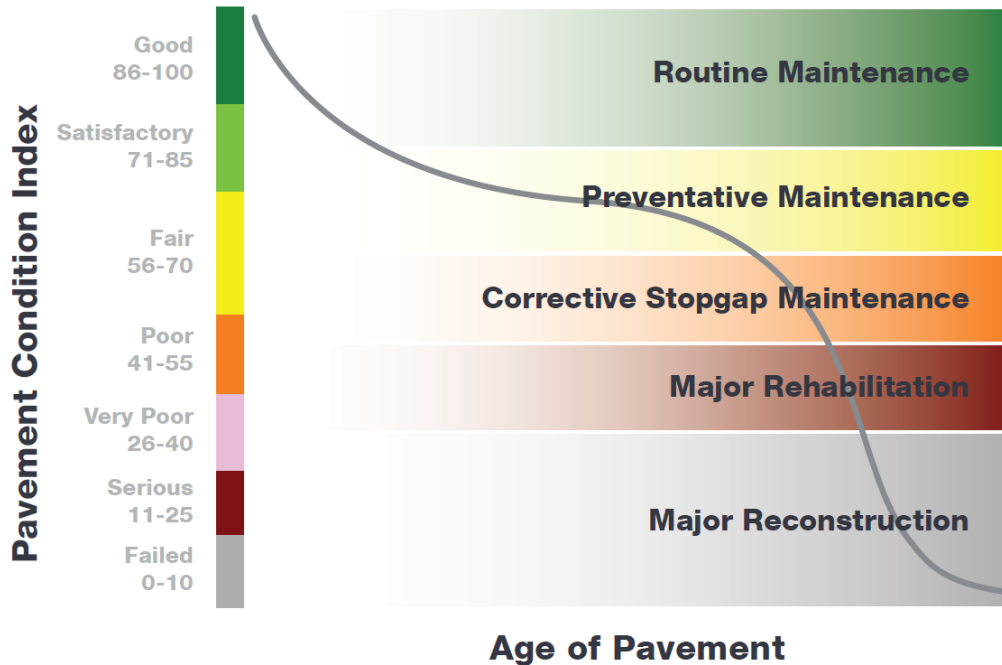 Pavement Condition Index
Good
86-100
Satisfactory
71-85
Fair
56-70
Poor
41-55
Very Poor
26-40
Serious
11-25
Failed
0-10
Routine Maintenance
Preventative Maintenance
Corrective Stopgap Maintenance
Major Rehabilitation
Major Reconstruction
Age of Pavement